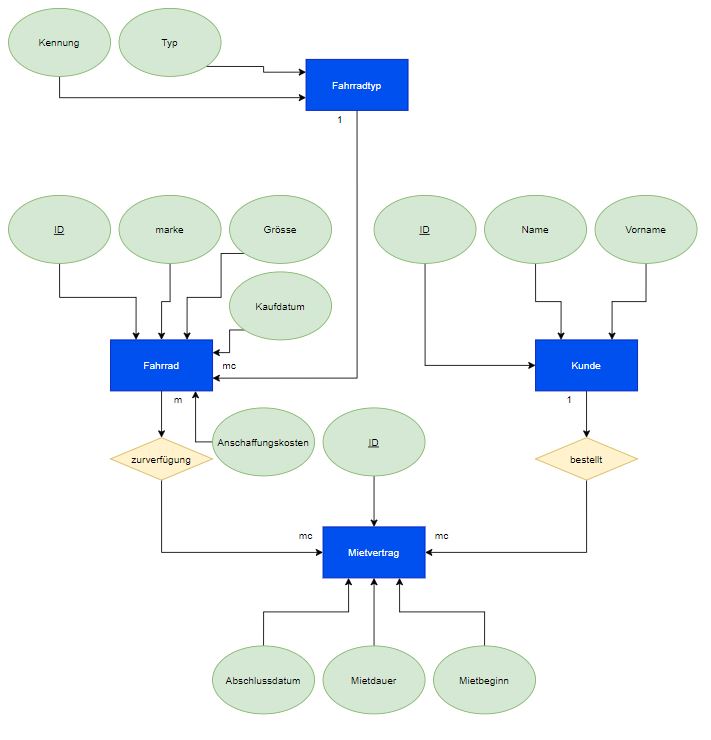 Kennung
Typ
Fahrradtyp
1
ID
marke
Grösse
ID
Name
Vorname
Kaufdatum
Fahrrad
mc
Kunde
m
1
Anschaffungskosten
ID
zurverfügung
bestellt
mc
mc
Mietvertrag
Abschlussdatum
Mietdauer
Mietbeginn